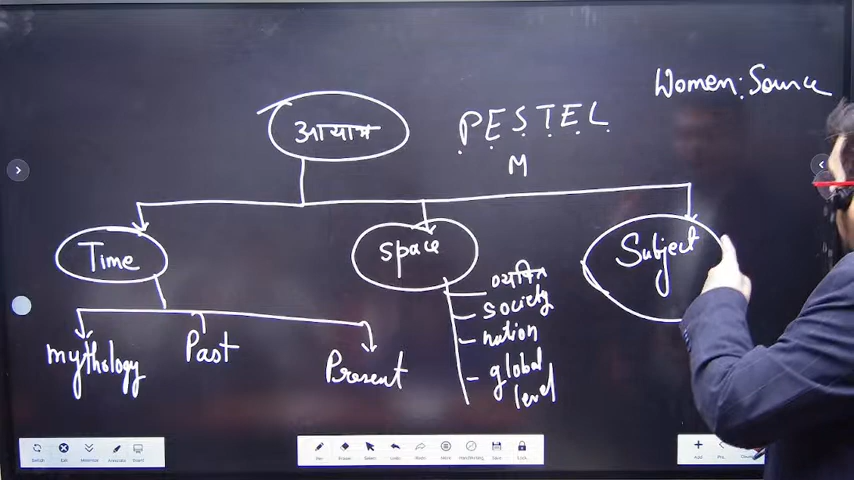 Women: Source
आयाम
PESTEL
M
Time
Space
Subject
व्यक्ति
society
nation
global
level
mythology
Past
Present